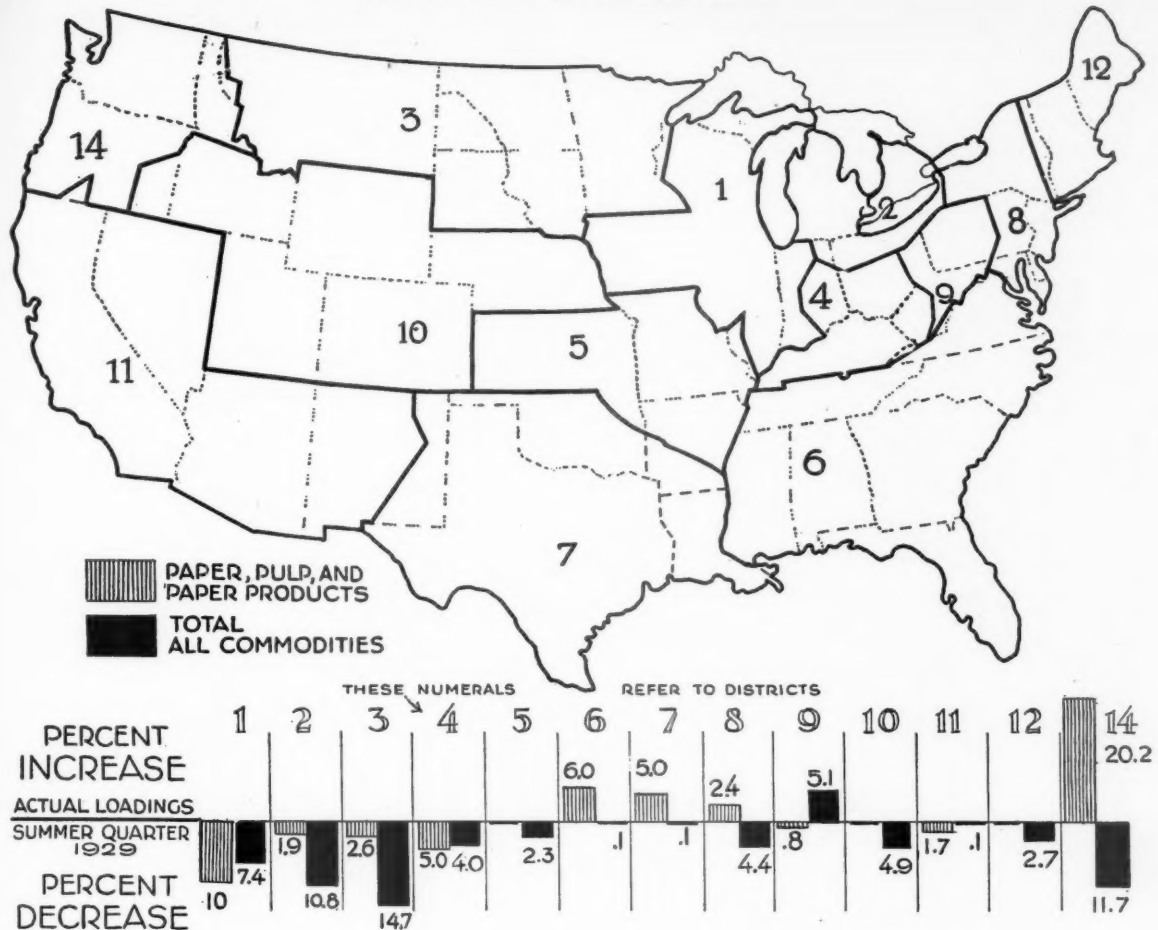 12
3
14
1
2
8
4
9
10
5
11
6
7
PAPER, PULP, AND
PAPER PRODUCTS
TOTAL
ALL COMMODITIES
THESE NUMERALS REFER TO DISTRICTS
1 2 3 4 5 6 7 8 9 10 11 12 14
PERCENT
INCREASE
20.2
6.0 5.0 2.4 5.1
ACTUAL LOADINGS
SUMMER QUARTER
1929
10 7.4 1.9 10.8 2.6 14.7 5.0 4.0 2.3 .1 .1 4.4 .8 4.9 1.7 .1 2.7 11.7
PERCENT
DECREASE